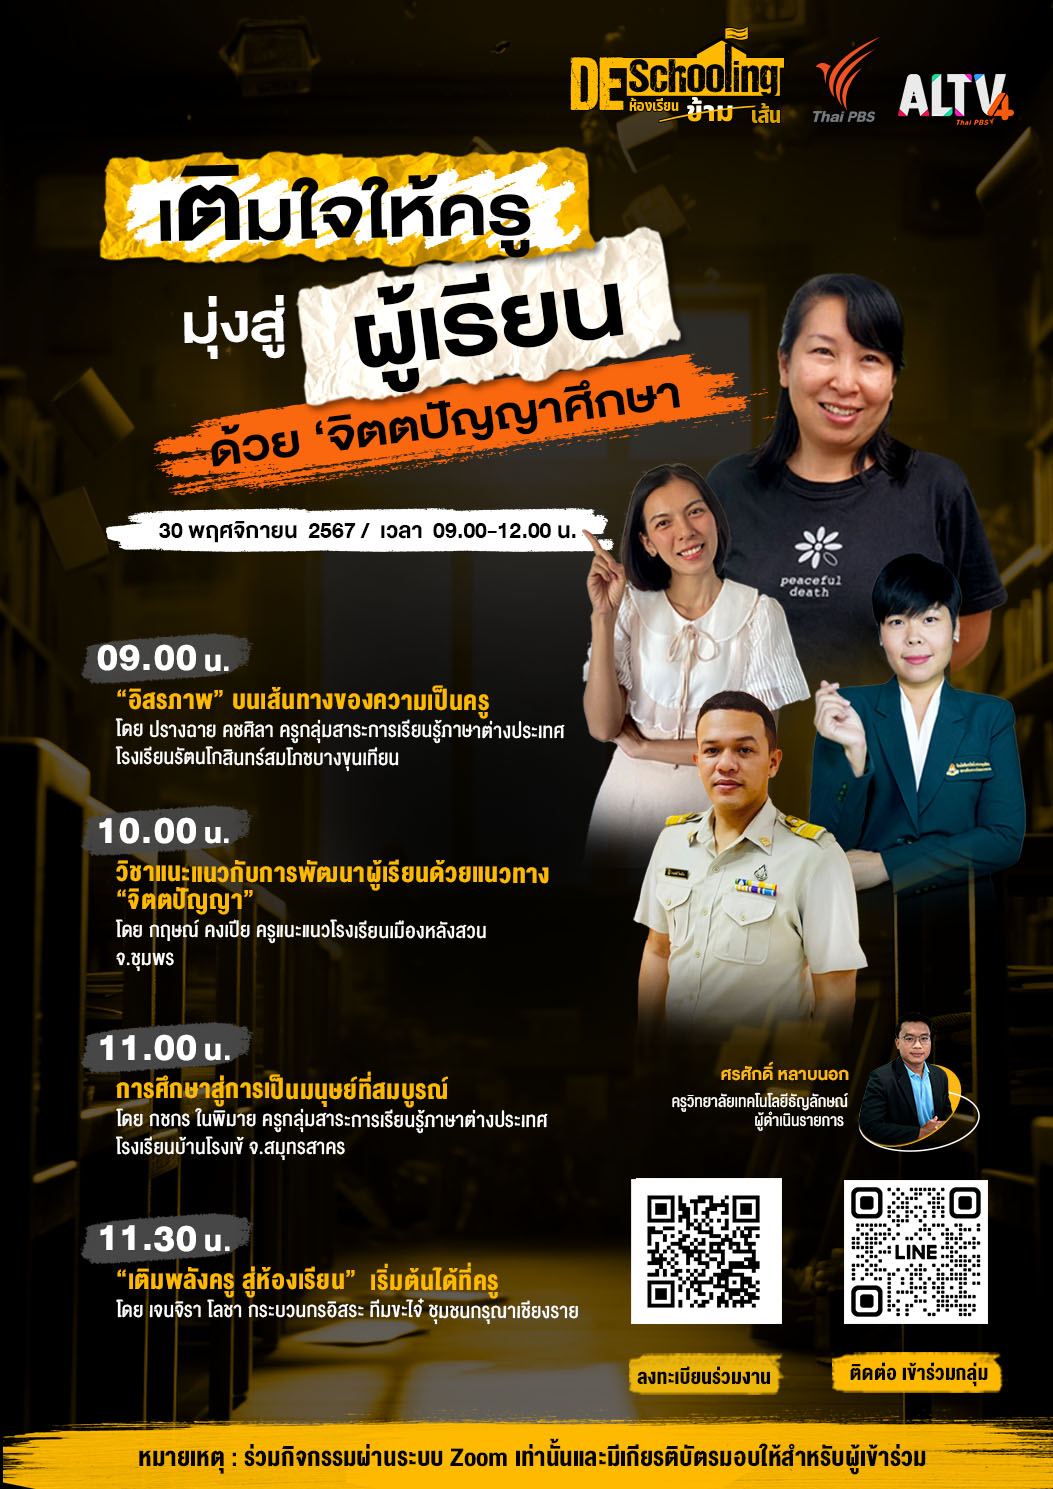 DESchooling
ห้องเรียน ข้าม เส้น
Thai PBS
ALTV4
Thai PBS
เติมใจให้ครู
มุ่งสู่ ผู้เรียน
ด้วย ‘จิตตปัญญาศึกษา
30 พฤศจิกายน 2567 / เวลา 09.00-12.00 น.
peaceful
death
09.00 น.
“อิสรภาพ” บนเส้นทางของความเป็นครู
โดย ปรางฉาย คชศิลา ครูกลุ่มสาระการเรียนรู้ภาษาต่างประเทศ
โรงเรียนรัตนโกสินทร์สมโภชบางขุนเทียน
10.00 น.
วิชาแนะแนวกับการพัฒนาผู้เรียนด้วยแนวทาง
“จิตตปัญญา”
โดย กฤษณ์ คงเปีย ครูแนะแนวโรงเรียนเมืองหลังสวน
จ.ชุมพร
11.00 น.
การศึกษาสู่การเป็นมนุษย์ที่สมบูรณ์
โดย กชกร ในพิมาย ครูกลุ่มสาระการเรียนรู้ภาษาต่างประเทศ
โรงเรียนบ้านโรงเข้ จ.สมุทรสาคร
11.30 น.
“เติมพลังครู สู่ห้องเรียน” เริ่มต้นได้ที่ครู
โดย เจนจิรา โลชา กระบวนกรอิสระ ทีมขะไจ๋ ชุมชนกรุณาเชียงราย
ศรศักดิ์ หลาบนอก
ครูวิทยาลัยเทคโนโลยีธัญลักษณ์
ผู้ดำเนินรายการ
LINE
ลงทะเบียนร่วมงาน
ติดต่อ เข้าร่วมกลุ่ม
หมายเหตุ : ร่วมกิจกรรมผ่านระบบ Zoom เท่านั้นและมีเกียรติบัตรมอบให้สำหรับผู้เข้าร่วม